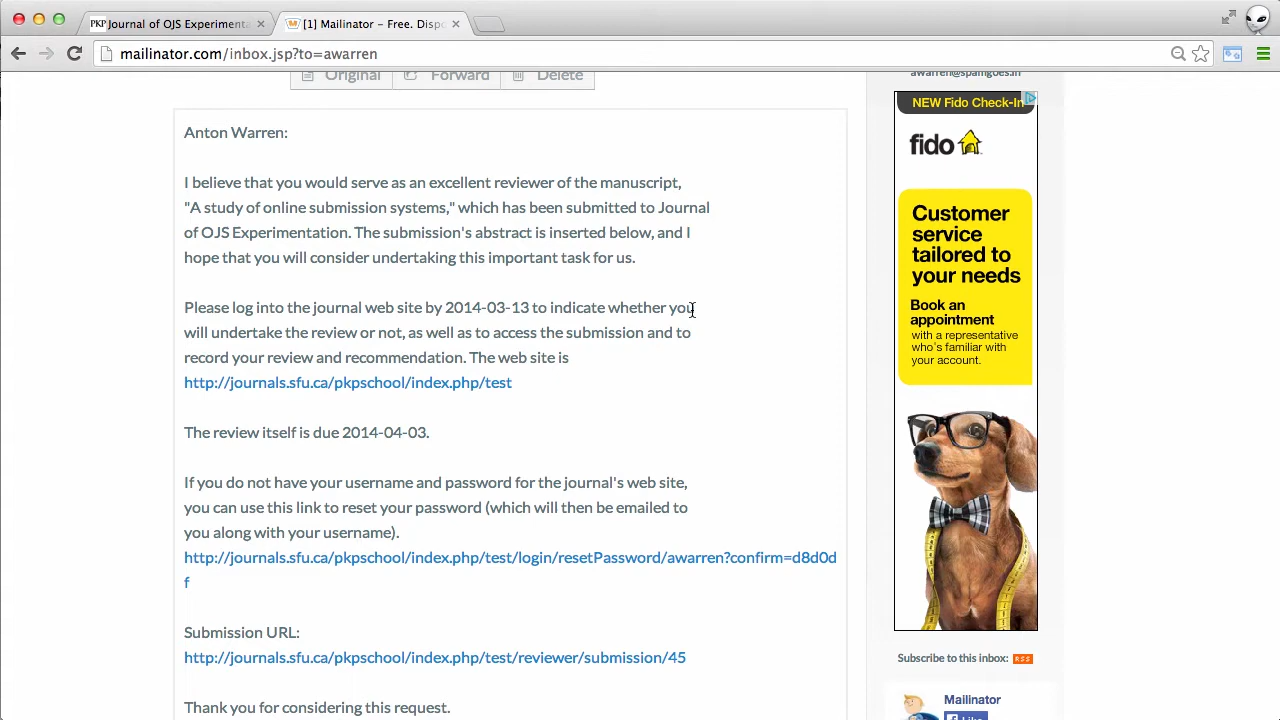 PKP Journal of OJS Experimenta
[1] Mailinator – Free. Dispo
mailinator.com/inbox.jsp?to=awarren
Original
Forward
Delete
awarren@spamgoes.in
Anton Warren:
I believe that you would serve as an excellent reviewer of the manuscript,
"A study of online submission systems," which has been submitted to Journal
of OJS Experimentation. The submission's abstract is inserted below, and I
hope that you will consider undertaking this important task for us.
Please log into the journal web site by 2014-03-13 to indicate whether you
will undertake the review or not, as well as to access the submission and to
record your review and recommendation. The web site is
http://journals.sfu.ca/pkpschool/index.php/test
The review itself is due 2014-04-03.
If you do not have your username and password for the journal's web site,
you can use this link to reset your password (which will then be emailed to
you along with your username).
http://journals.sfu.ca/pkpschool/index.php/test/login/resetPassword/awarren?confirm=d8d0d
f
Submission URL:
http://journals.sfu.ca/pkpschool/index.php/test/reviewer/submission/45
Thank you for considering this request.
NEW Fido Check-In
fido
Customer
service
tailored to
your needs
Book an
appointment
with a representative
who's familiar with
your account.
Subscribe to this inbox: RSS
Mailinator
Like